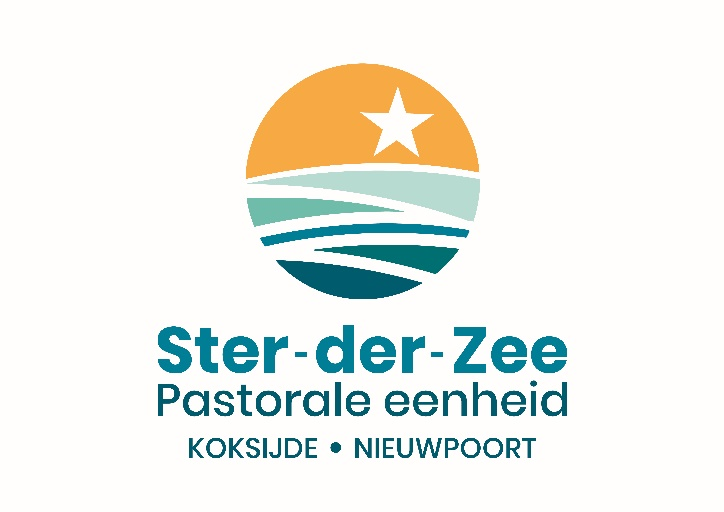 Ster-der-Zee
Pastorale eenheid
KOKSIJDE • NIEUWPOORT